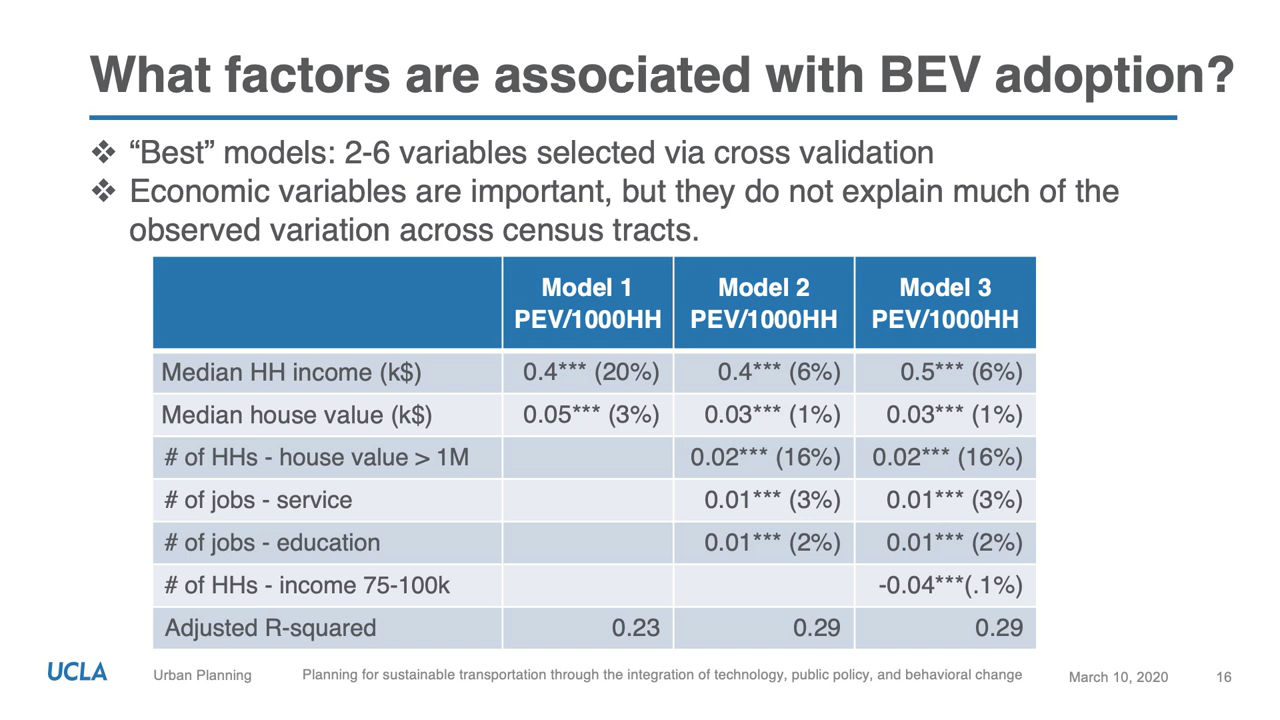 What factors are associated with BEV adoption?
❖ “Best” models: 2-6 variables selected via cross validation
❖ Economic variables are important, but they do not explain much of the
observed variation across census tracts.
Model 1 Model 2 Model 3
PEV/1000HH PEV/1000HH PEV/1000HH
Median HH income (k$) 0.4*** (20%) 0.4*** (6%) 0.5*** (6%)
Median house value (k$) 0.05*** (3%) 0.03*** (1%) 0.03*** (1%)
# of HHs - house value > 1M 0.02*** (16%) 0.02*** (16%)
# of jobs - service 0.01*** (3%) 0.01*** (3%)
# of jobs - education 0.01*** (2%) 0.01*** (2%)
# of HHs - income 75-100k -0.04***(.1%)
Adjusted R-squared 0.23 0.29 0.29
UCLA Urban Planning Planning for sustainable transportation through the integration of technology, public policy, and behavioral change March 10, 2020 16